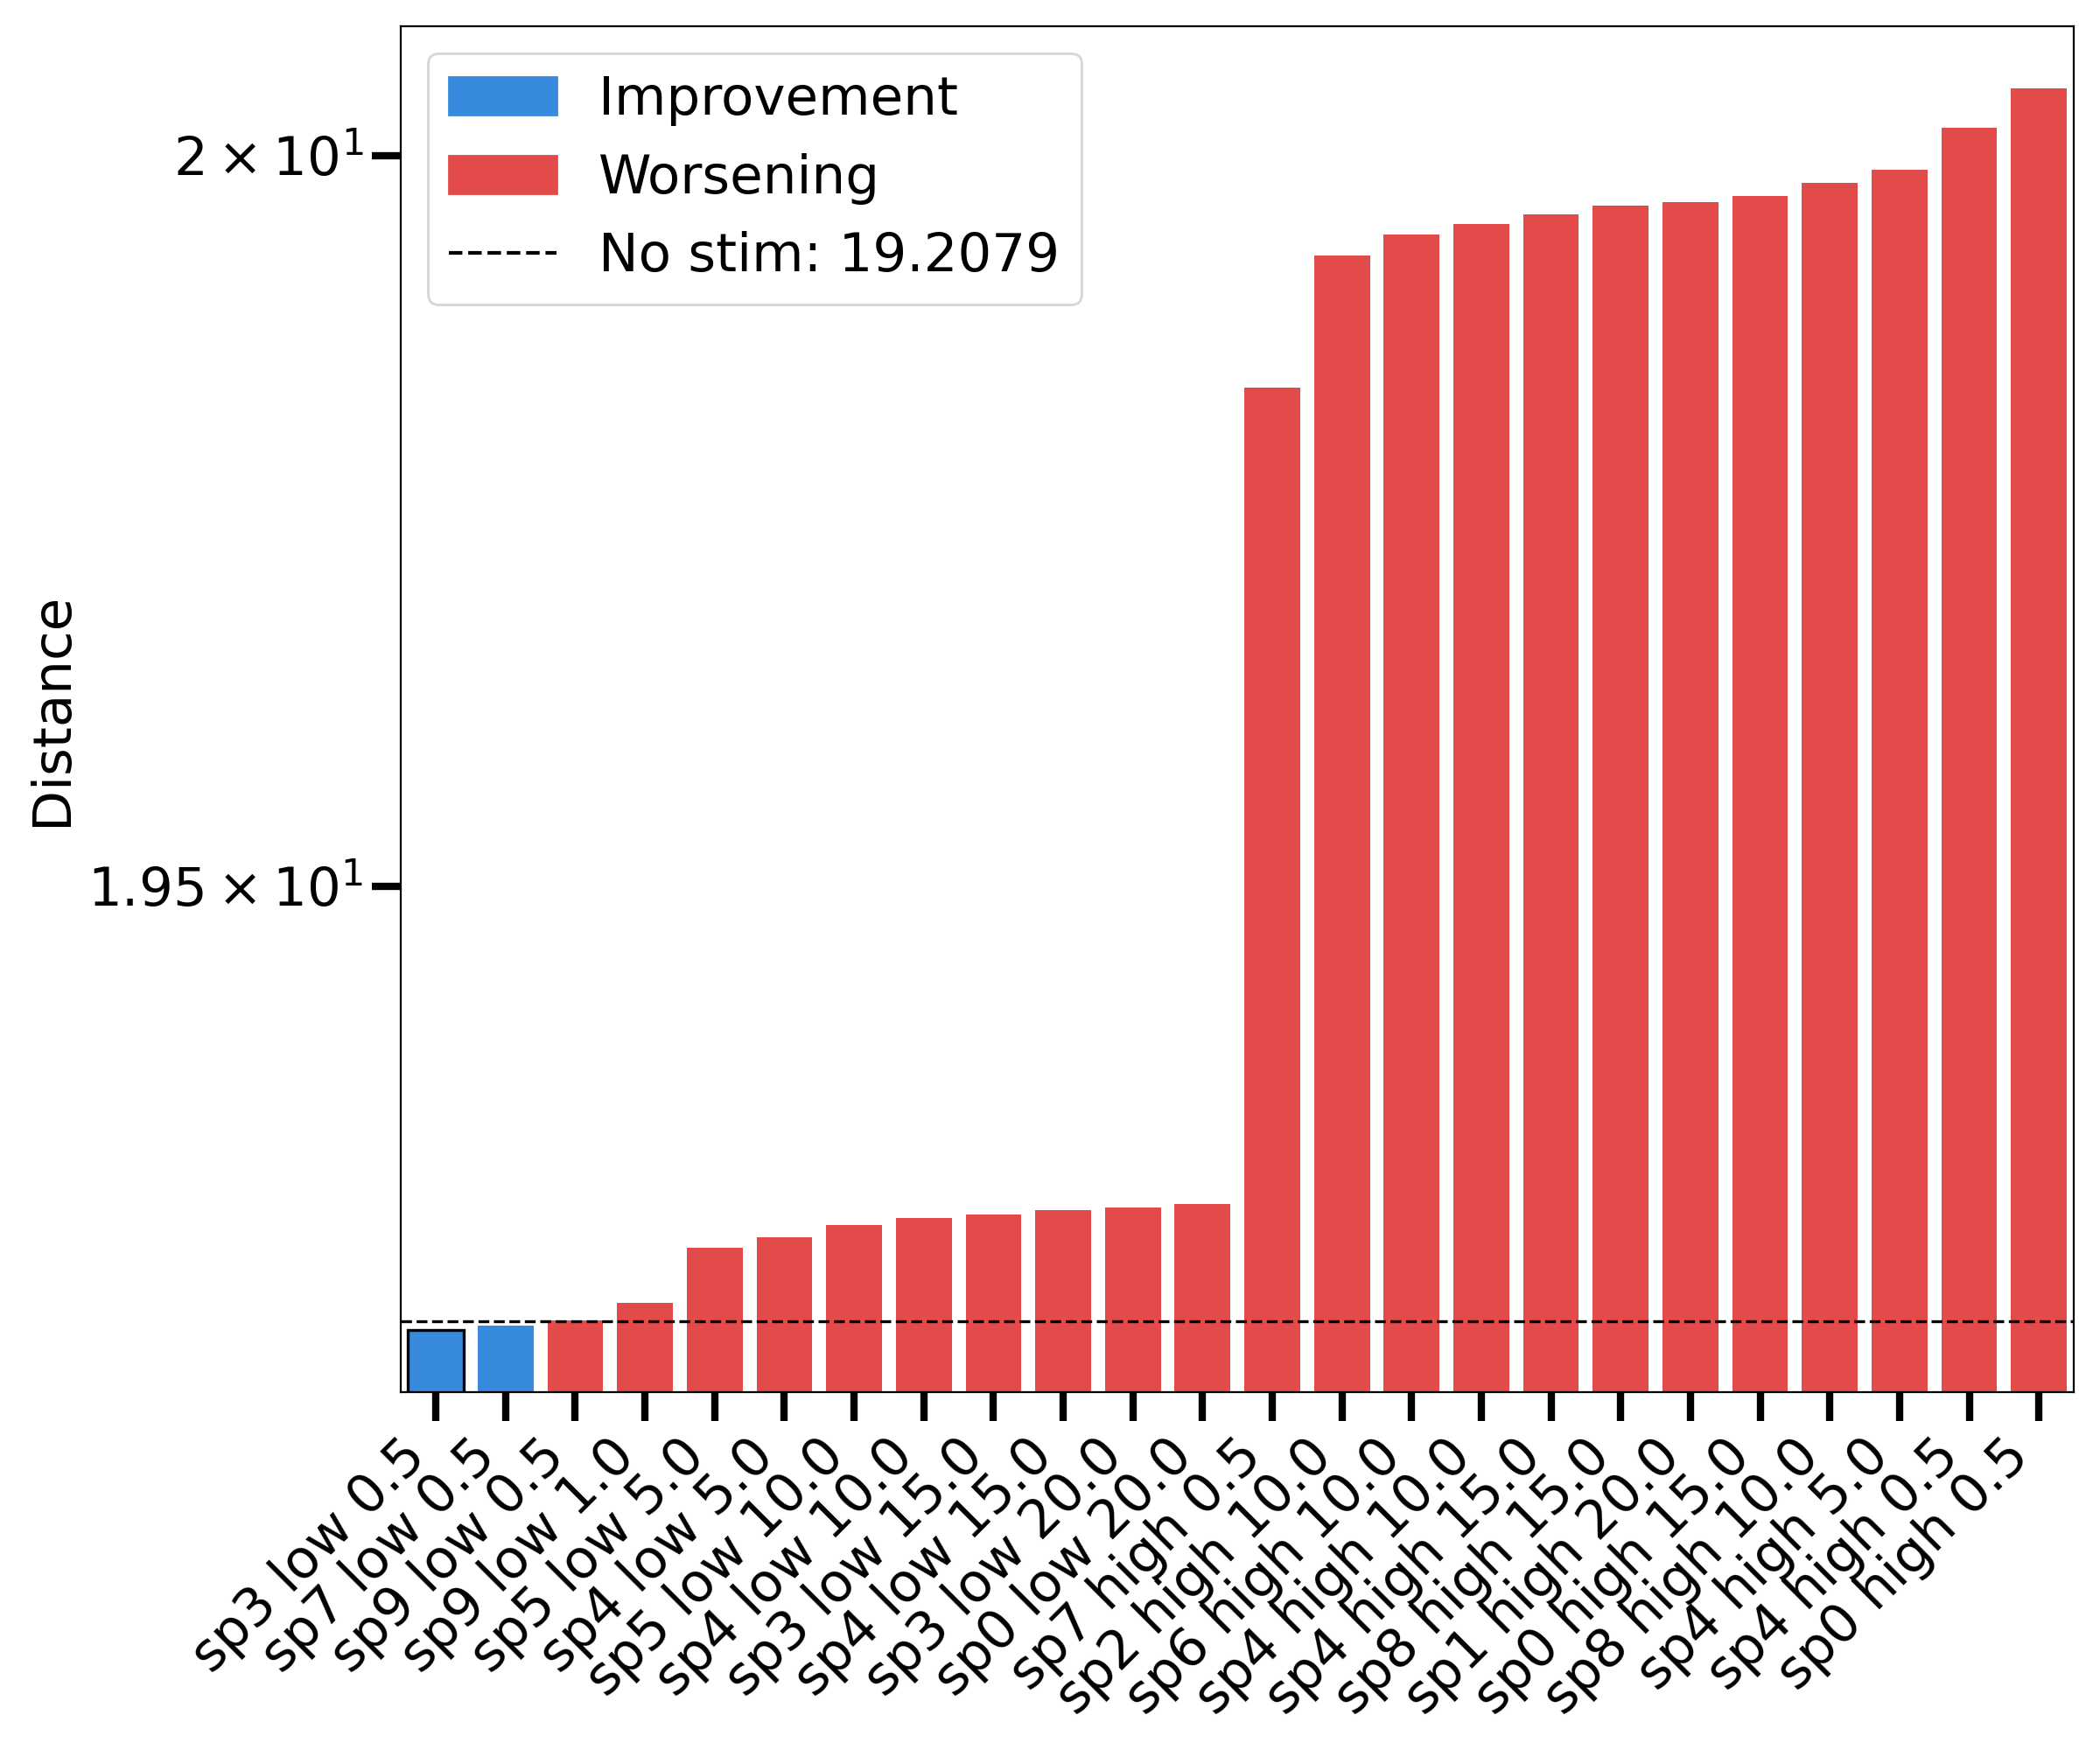 Improvement
Worsening
No stim: 19.2079
2 × 10¹
1.95 × 10¹
Distance
sp3 low 0.5
sp7 low 0.5
sp9 low 0.5
sp9 low 1.0
sp5 low 5.0
sp4 low 5.0
sp5 low 10.0
sp4 low 10.0
sp3 low 15.0
sp4 low 15.0
sp3 low 20.0
sp0 low 20.0
sp7 high 0.5
sp2 high 10.0
sp6 high 10.0
sp4 high 10.0
sp4 high 15.0
sp8 high 15.0
sp1 high 20.0
sp0 high 15.0
sp8 high 10.0
sp4 high 5.0
sp4 high 0.5
sp0 high 0.5